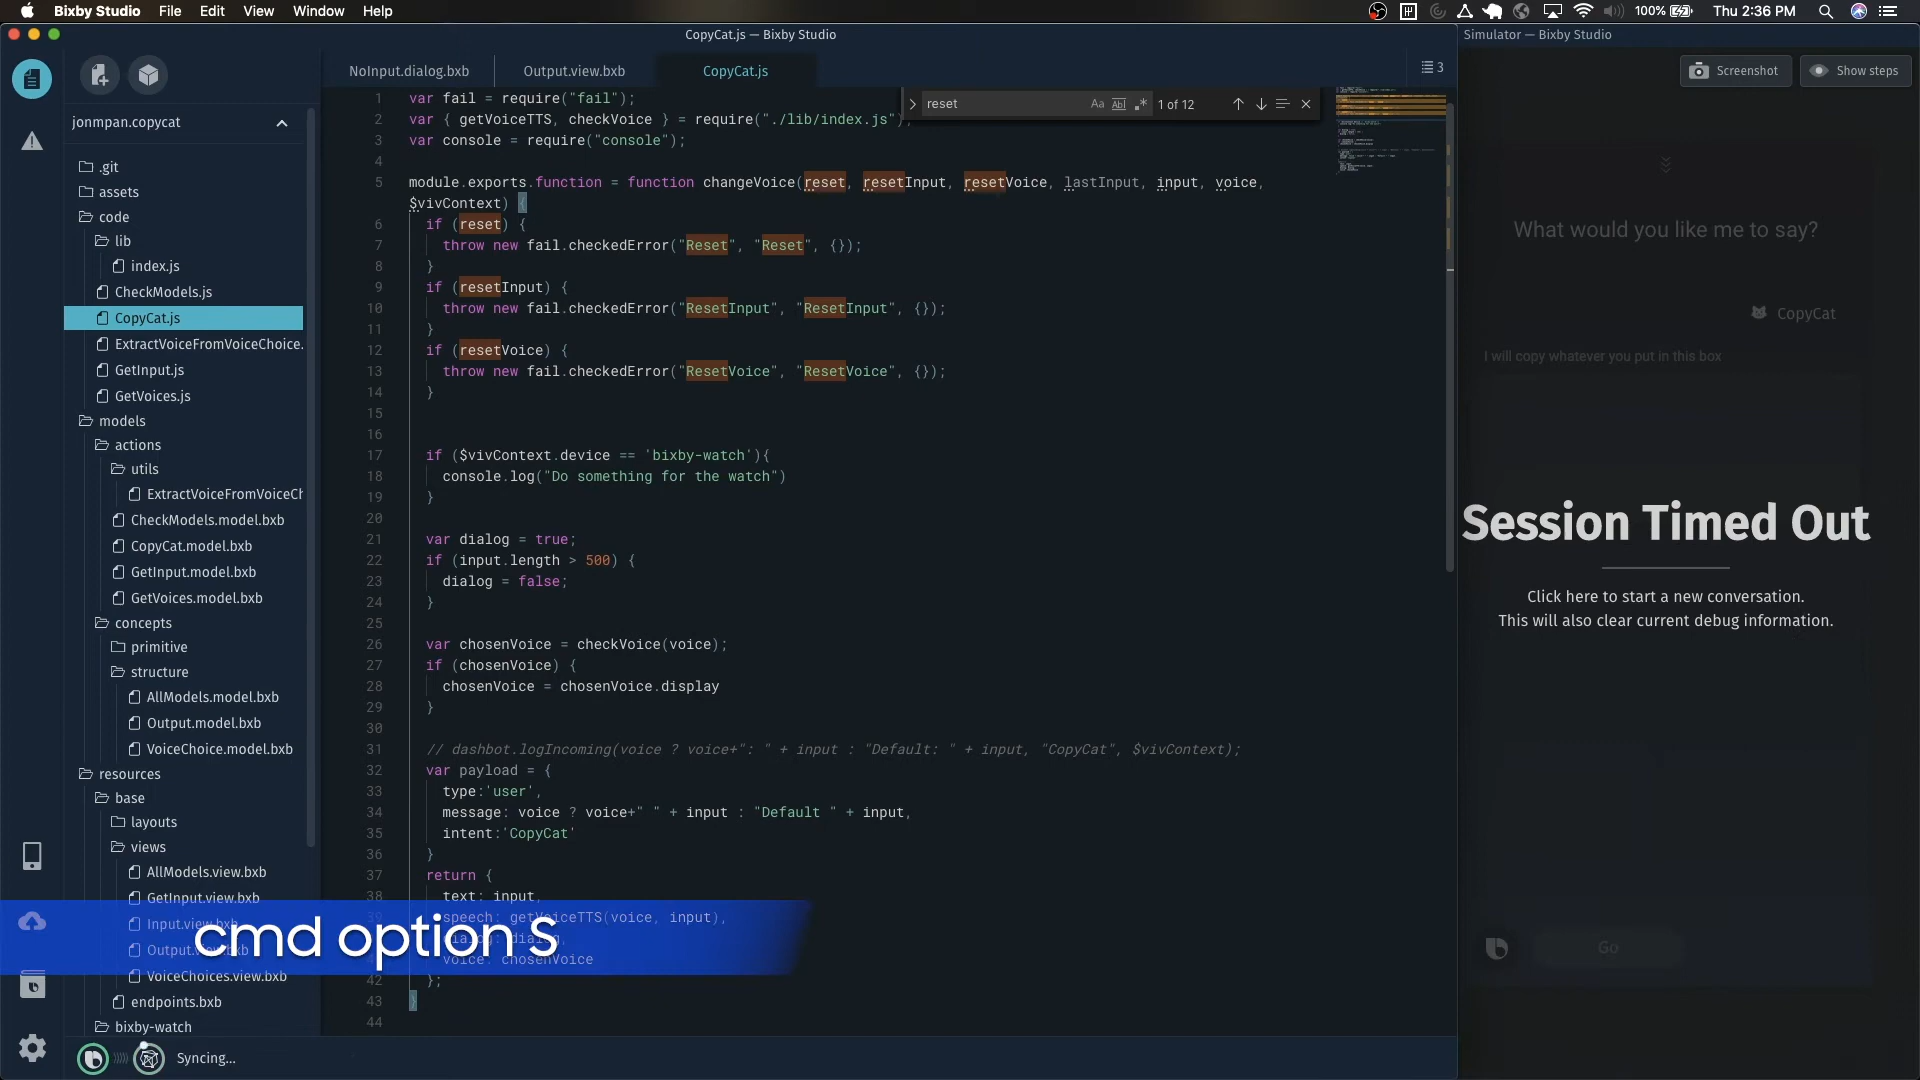 Bixby Studio File Edit View Window Help 100% Thu 2:36 PM
CopyCat.js — Bixby Studio
Simulator — Bixby Studio
NoInput.dialog.bxb Output.view.bxb CopyCat.js 3
Screenshot Show steps
reset Aa Abl .* 1 of 12
jonmpan.copycat
.git
assets
code
lib
index.js
CheckModels.js
CopyCat.js
ExtractVoiceFromVoiceChoice.
GetInput.js
GetVoices.js
models
actions
utils
ExtractVoiceFromVoiceCh
CheckModels.model.bxb
CopyCat.model.bxb
GetInput.model.bxb
GetVoices.model.bxb
concepts
primitive
structure
AllModels.model.bxb
Output.model.bxb
VoiceChoice.model.bxb
resources
base
layouts
views
AllModels.view.bxb
GetInput.view.bxb
Input.view.bxb
Output.view.bxb
VoiceChoices.view.bxb
endpoints.bxb
bixby-watch
Syncing...
1 var fail = require("fail");
2 var { getVoiceTTS, checkVoice } = require("./lib/index.js");
3 var console = require("console");
4
5 module.exports.function = function changeVoice(reset, resetInput, resetVoice, lastInput, input, voice,
$vivContext) {
6 if (reset) {
7 throw new fail.checkedError("Reset", "Reset", {});
8 }
9 if (resetInput) {
10 throw new fail.checkedError("ResetInput", "ResetInput", {});
11 }
12 if (resetVoice) {
13 throw new fail.checkedError("ResetVoice", "ResetVoice", {});
14 }
15
16
17 if ($vivContext.device == 'bixby-watch'){
18 console.log("Do something for the watch")
19 }
20
21 var dialog = true;
22 if (input.length > 500) {
23 dialog = false;
24 }
25
26 var chosenVoice = checkVoice(voice);
27 if (chosenVoice) {
28 chosenVoice = chosenVoice.display
29 }
30
31 // dashbot.logIncoming(voice ? voice+": " + input : "Default: " + input, "CopyCat", $vivContext);
32 var payload = {
33 type:'user',
34 message: voice ? voice+" " + input : "Default " + input,
35 intent:'CopyCat'
36 }
37 return {
38 text: input,
39 speech: getVoiceTTS(voice, input),
dialog: dialog,
voice: chosenVoice
42 };
43 }
44
cmd option S
What would you like me to say?
CopyCat
I will copy whatever you put in this box
Session Timed Out
Click here to start a new conversation.
This will also clear current debug information.
Go